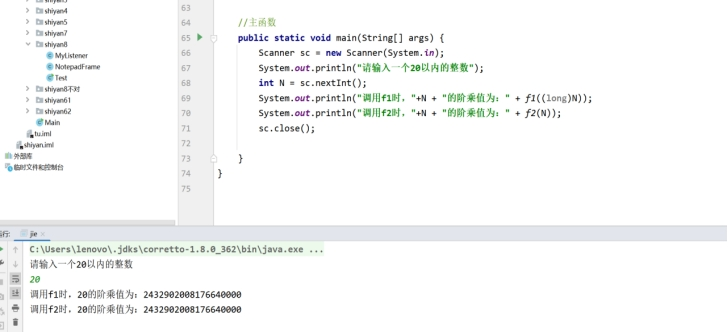 shiyan3
shiyan4
shiyan5
shiyan7
shiyan8
MyListener
NotepadFrame
Test
shiyan8不对
shiyan61
shiyan62
Main
tu.iml
shiyan.iml
外部库
临时文件和控制台
63
64 //主函数
65 public static void main(String[] args) {
66 Scanner sc = new Scanner(System.in);
67 System.out.println("请输入一个20以内的整数");
68 int N = sc.nextInt();
69 System.out.println("调用f1时，"+N + "的阶乘值为：" + f1((long)N));
70 System.out.println("调用f2时，"+N + "的阶乘值为：" + f2(N));
71 sc.close();
72
73 }
74 }
75
运行: jie
C:\Users\lenovo\.jdks\corretto-1.8.0_362\bin\java.exe ...
请输入一个20以内的整数
20
调用f1时，20的阶乘值为：2432902008176640000
调用f2时，20的阶乘值为：2432902008176640000